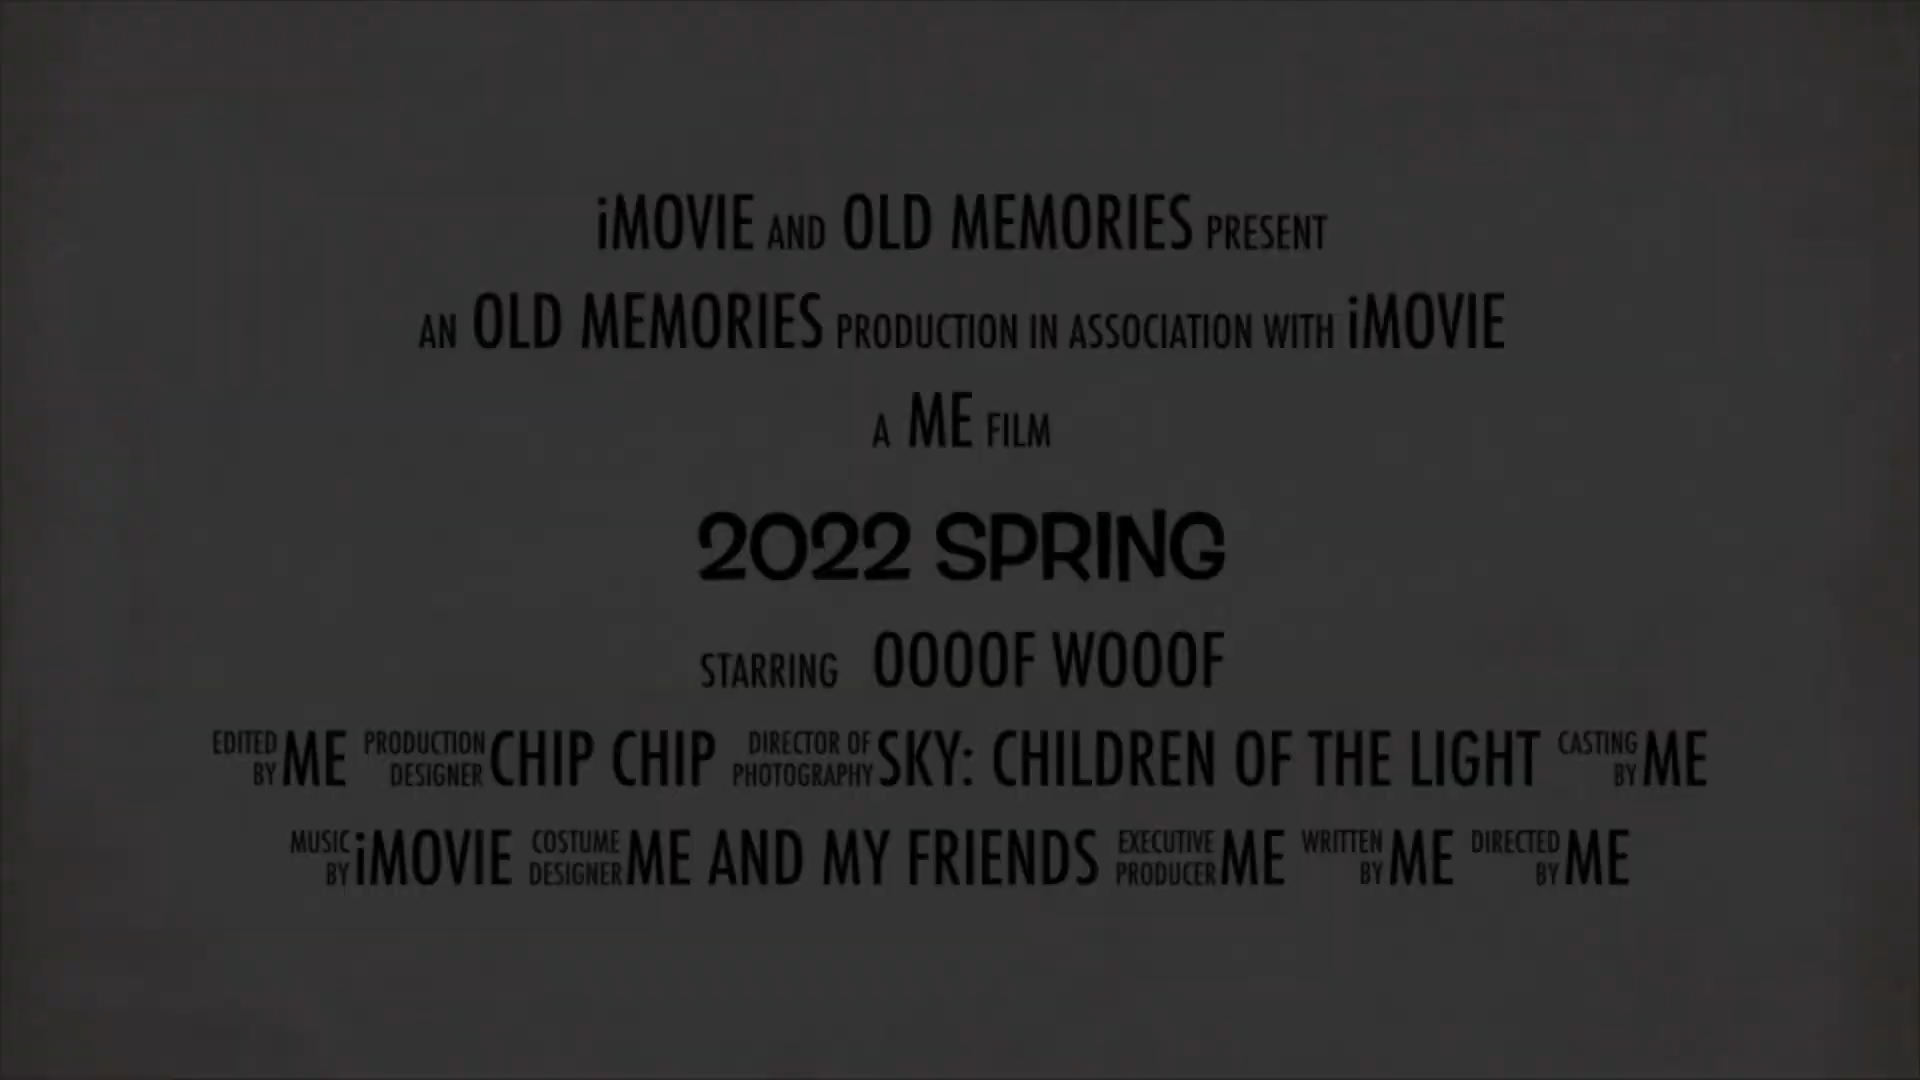 iMOVIE AND OLD MEMORIES PRESENT
AN OLD MEMORIES PRODUCTION IN ASSOCIATION WITH iMOVIE
A ME FILM
2022 SPRING
STARRING OOOOF WOOOF
EDITED BY ME PRODUCTION DESIGNER CHIP CHIP DIRECTOR OF PHOTOGRAPHY SKY: CHILDREN OF THE LIGHT CASTING BY ME
MUSIC BY iMOVIE COSTUME DESIGNER ME AND MY FRIENDS EXECUTIVE PRODUCER ME WRITTEN BY ME DIRECTED BY ME